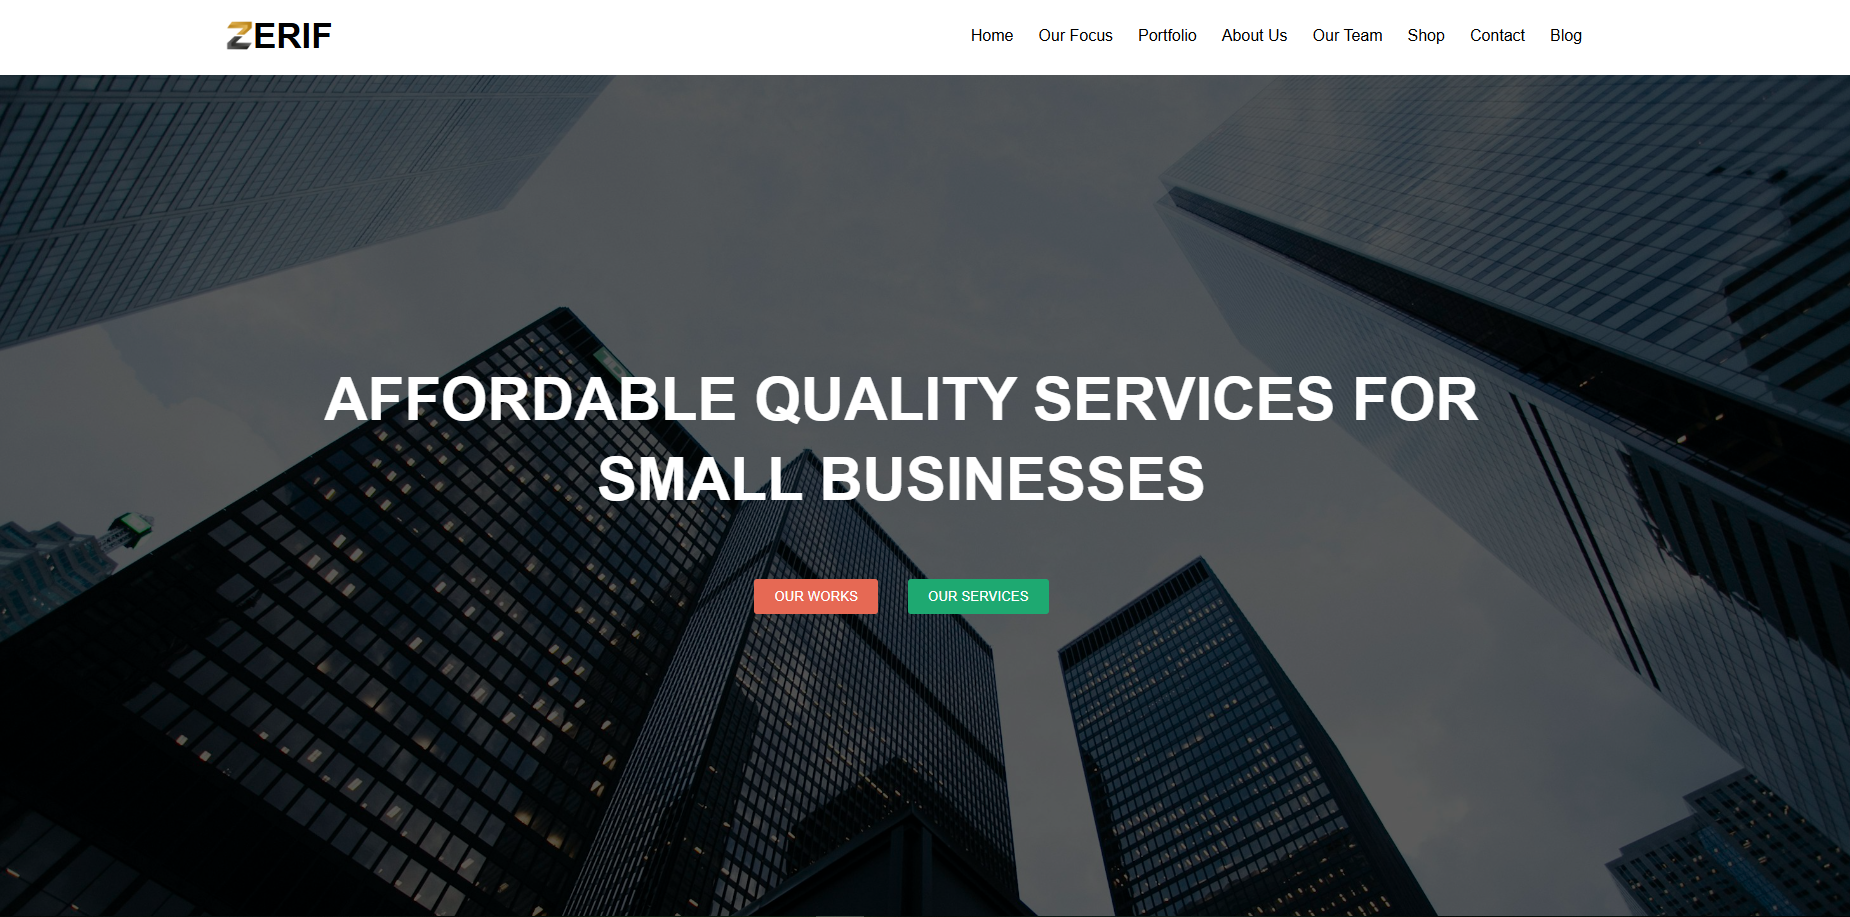 ZERIF
Home Our Focus Portfolio About Us Our Team Shop Contact Blog
AFFORDABLE QUALITY SERVICES FOR
SMALL BUSINESSES
OUR WORKS OUR SERVICES